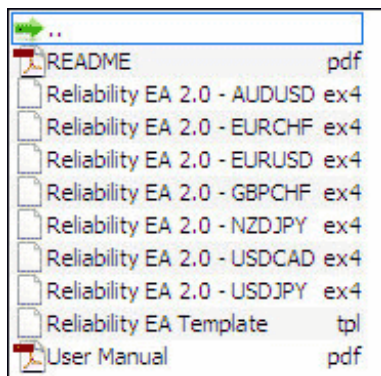 ..
README pdf
Reliability EA 2.0 - AUDUSD ex4
Reliability EA 2.0 - EURCHF ex4
Reliability EA 2.0 - EURUSD ex4
Reliability EA 2.0 - GBPCHF ex4
Reliability EA 2.0 - NZDJPY ex4
Reliability EA 2.0 - USDCAD ex4
Reliability EA 2.0 - USDJPY ex4
Reliability EA Template tpl
User Manual pdf